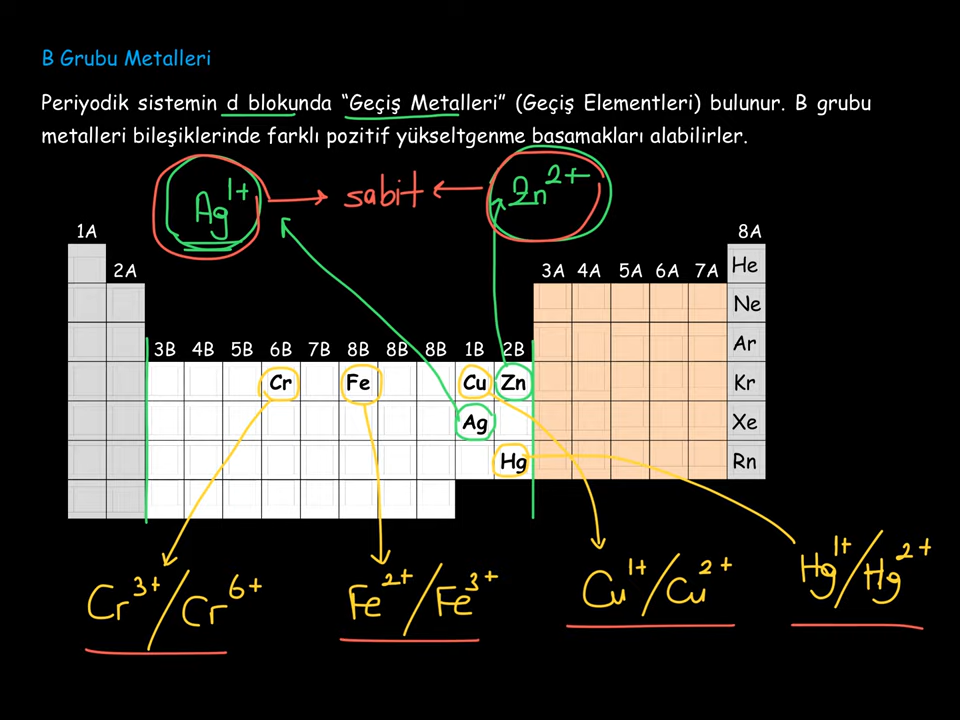 B Grubu Metalleri
Periyodik sistemin d blokunda “Geçiş Metalleri” (Geçiş Elementleri) bulunur. B grubu
metalleri bileşiklerinde farklı pozitif yükseltgenme basamakları alabilirler.
Ag¹⁺ → sabit ← Zn²⁺
1A 8A
2A 3A 4A 5A 6A 7A He
Ne
3B 4B 5B 6B 7B 8B 8B 8B 1B 2B Ar
Cr Fe Cu Zn Kr
Ag Xe
Hg Rn
Cr³⁺/Cr⁶⁺ Fe²⁺/Fe³⁺ Cu¹⁺/Cu²⁺ Hg¹⁺/Hg²⁺